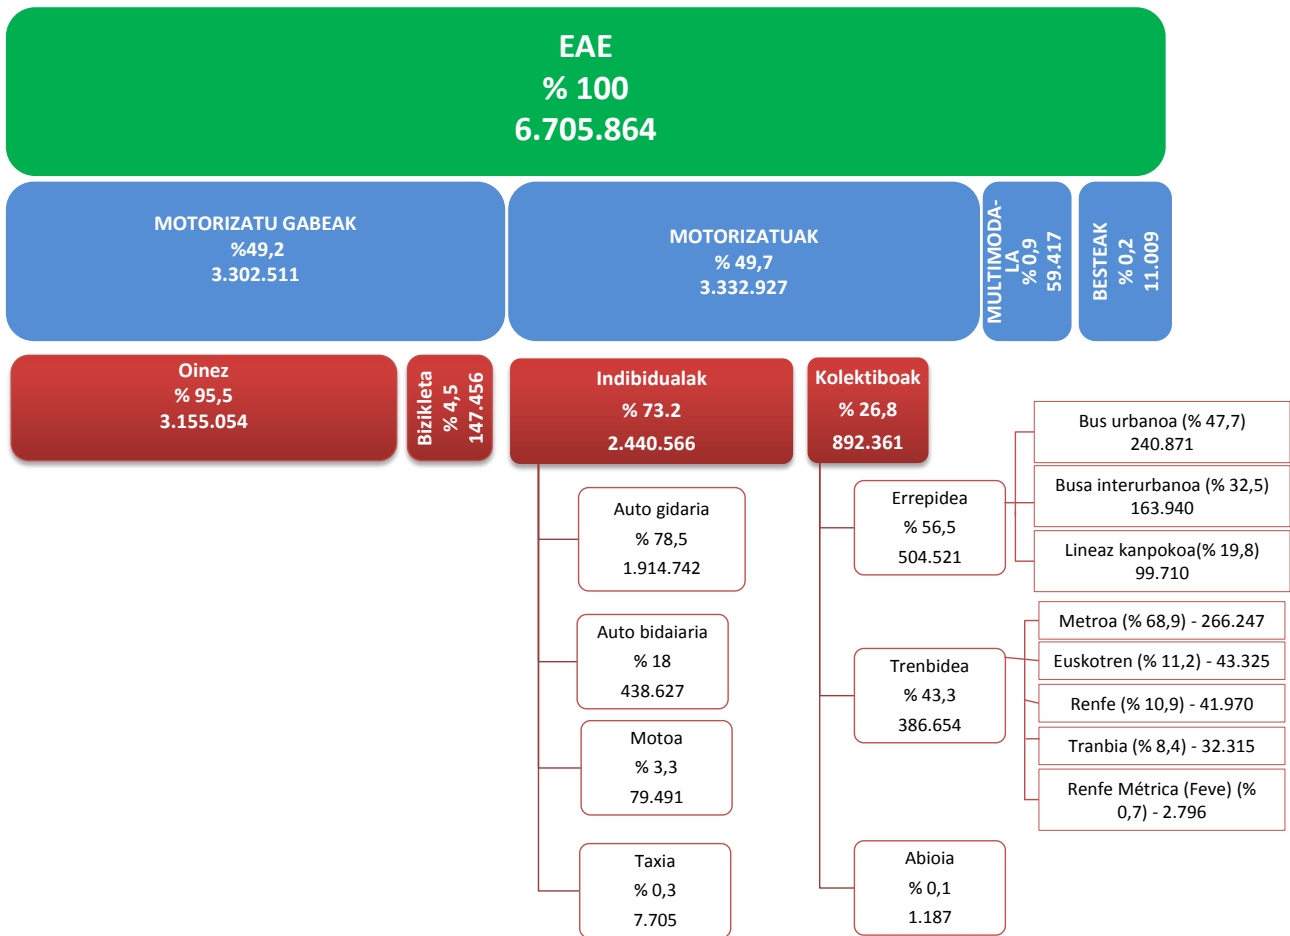 EAE
% 100
6.705.864
MOTORIZATU GABEAK
%49,2
3.302.511
MOTORIZATUAK
% 49,7
3.332.927
MULTIMODA-
LA
% 0,9
59.417
BESTEAK
% 0,2
11.009
Oinez
% 95,5
3.155.054
Bizikleta
% 4,5
147.456
Indibidualak
% 73.2
2.440.566
Kolektiboak
% 26,8
892.361
Auto gidaria
% 78,5
1.914.742
Auto bidaiaria
% 18
438.627
Motoa
% 3,3
79.491
Taxia
% 0,3
7.705
Errepidea
% 56,5
504.521
Bus urbanoa (% 47,7)
240.871
Busa interurbanoa (% 32,5)
163.940
Lineaz kanpokoa(% 19,8)
99.710
Trenbidea
% 43,3
386.654
Metroa (% 68,9) - 266.247
Euskotren (% 11,2) - 43.325
Renfe (% 10,9) - 41.970
Tranbia (% 8,4) - 32.315
Renfe Métrica (Feve) (%
0,7) - 2.796
Abioia
% 0,1
1.187